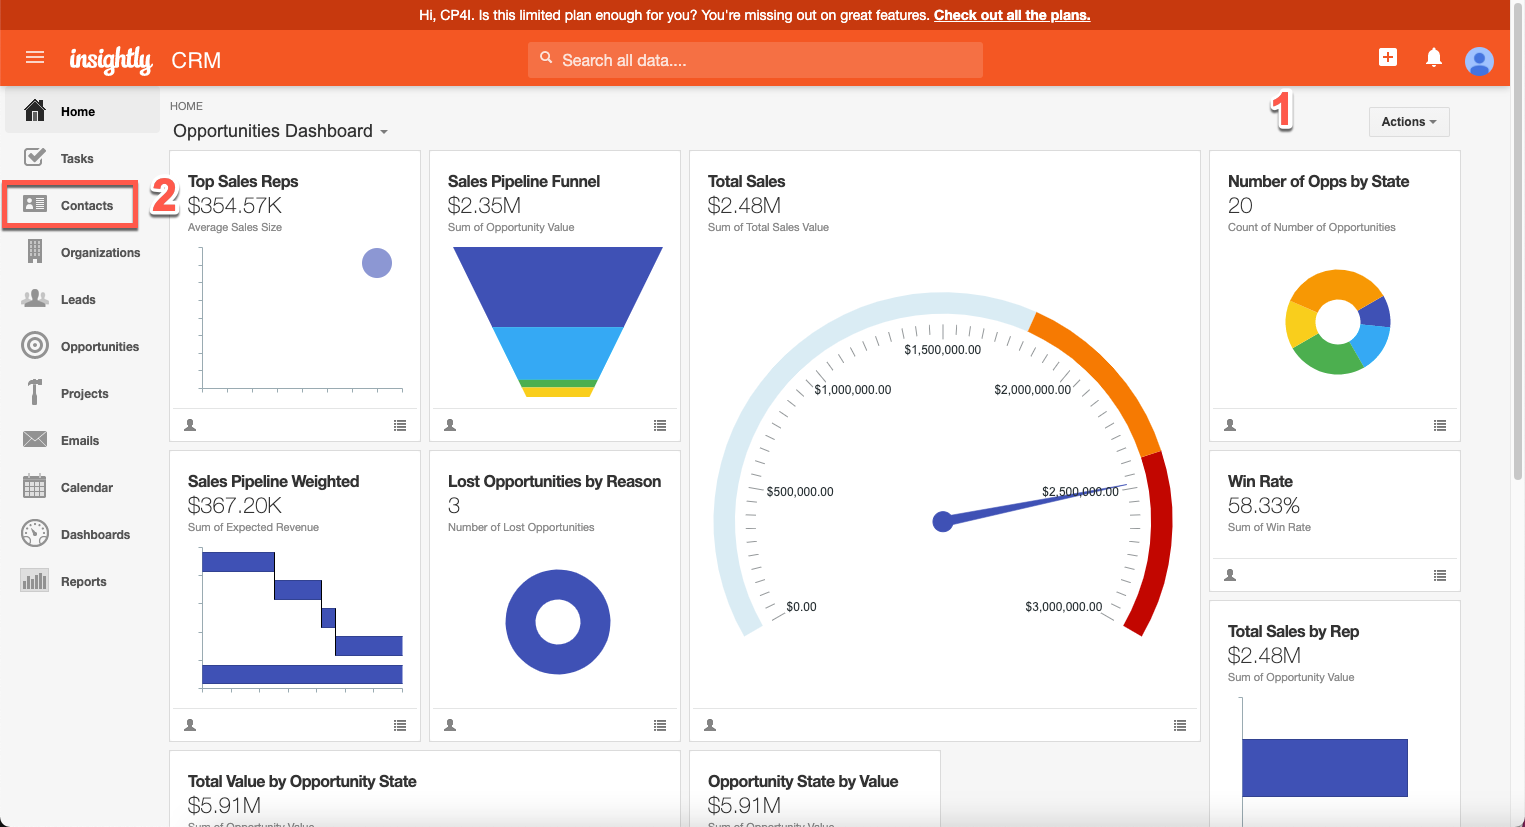 Hi, CP4I. Is this limited plan enough for you? You're missing out on great features. Check out all the plans.
insightly CRM
Search all data....
Home
Tasks
Contacts
Organizations
Leads
Opportunities
Projects
Emails
Calendar
Dashboards
Reports
1
2
HOME
Opportunities Dashboard
Actions
Top Sales Reps
$354.57K
Average Sales Size
Sales Pipeline Funnel
$2.35M
Sum of Opportunity Value
Total Sales
$2.48M
Sum of Total Sales Value
$0.00
$500,000.00
$1,000,000.00
$1,500,000.00
$2,000,000.00
$2,500,000.00
$3,000,000.00
Number of Opps by State
20
Count of Number of Opportunities
Sales Pipeline Weighted
$367.20K
Sum of Expected Revenue
Lost Opportunities by Reason
3
Number of Lost Opportunities
Win Rate
58.33%
Sum of Win Rate
Total Sales by Rep
$2.48M
Sum of Opportunity Value
Total Value by Opportunity State
$5.91M
Sum of Opportunity Value
Opportunity State by Value
$5.91M
Sum of Opportunity Value